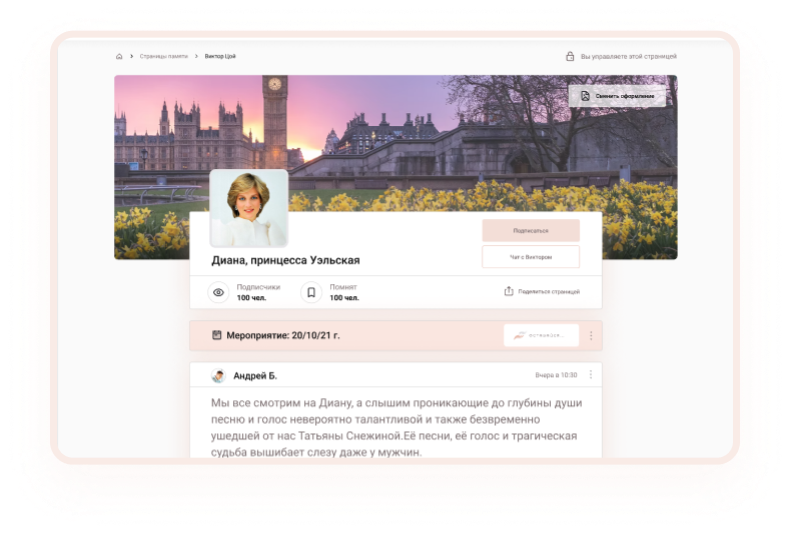 Страницы памяти > Виктор Цой
Вы управляете этой страницей
Сменить оформление
Диана, принцесса Уэльская
Подписаться
Чат с Виктором
Подписчики
100 чел.
Помнят
100 чел.
Поделиться страницей
Мероприятие: 20/10/21 г.
Андрей Б.
Вчера в 10:30
Мы все смотрим на Диану, а слышим проникающие до глубины души
песню и голос невероятно талантливой и также безвременно
ушедшей от нас Татьяны Снежиной.Её песни, её голос и трагическая
судьба вышибает слезу даже у мужчин.